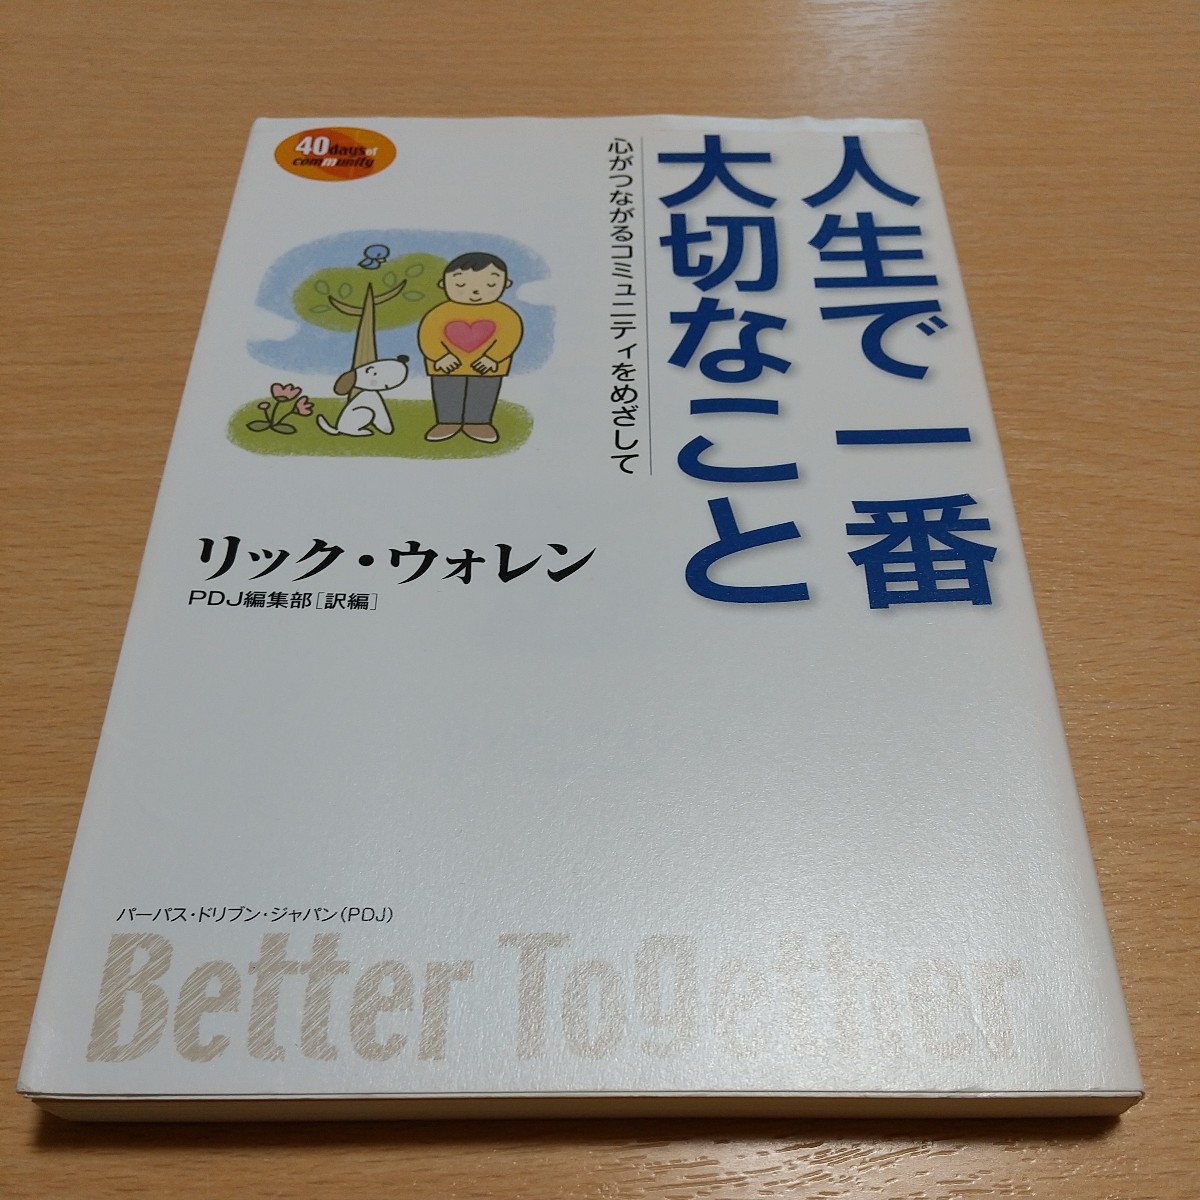 人生で一番
大切なこと
心がつながるコミュニティをめざして
40days of
community
リック・ウォレン
PDJ編集部[訳編]
パーパス・ドリブン・ジャパン(PDJ)
Better Together